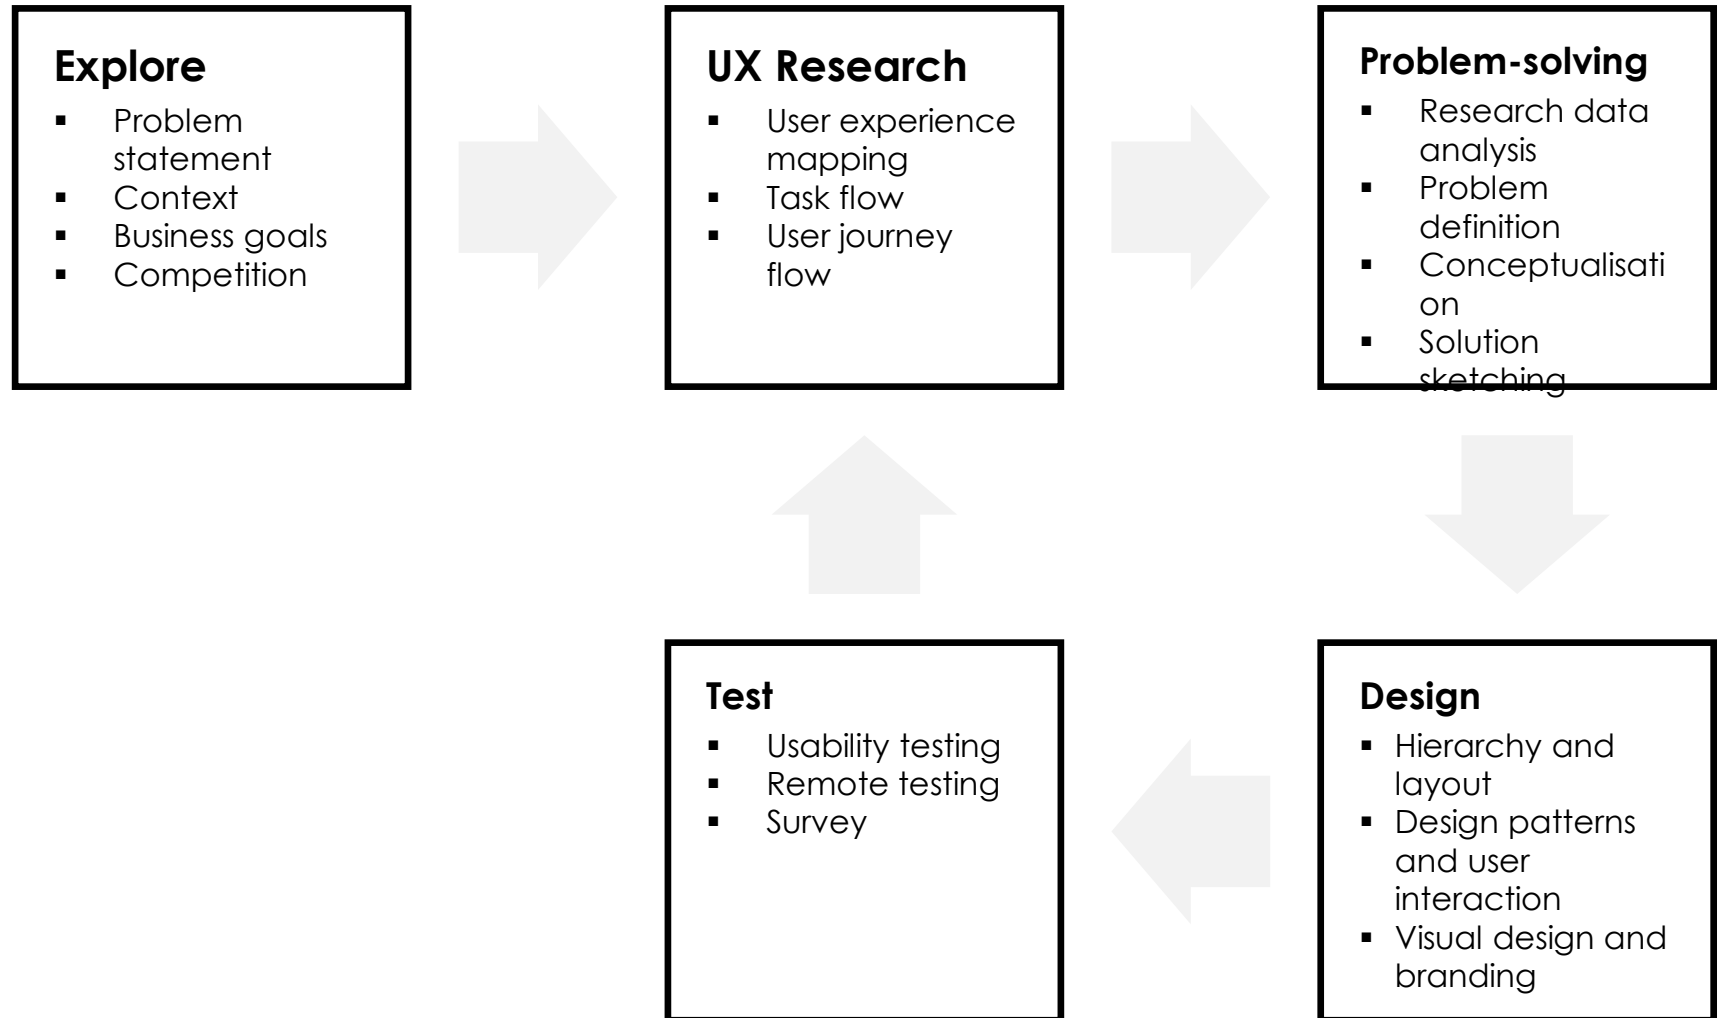 Explore
▪ Problem
statement
▪ Context
▪ Business goals
▪ Competition
UX Research
▪ User experience
mapping
▪ Task flow
▪ User journey
flow
Problem-solving
▪ Research data
analysis
▪ Problem
definition
▪ Conceptualisati
on
▪ Solution
sketching
Design
▪ Hierarchy and
layout
▪ Design patterns
and user
interaction
▪ Visual design and
branding
Test
▪ Usability testing
▪ Remote testing
▪ Survey